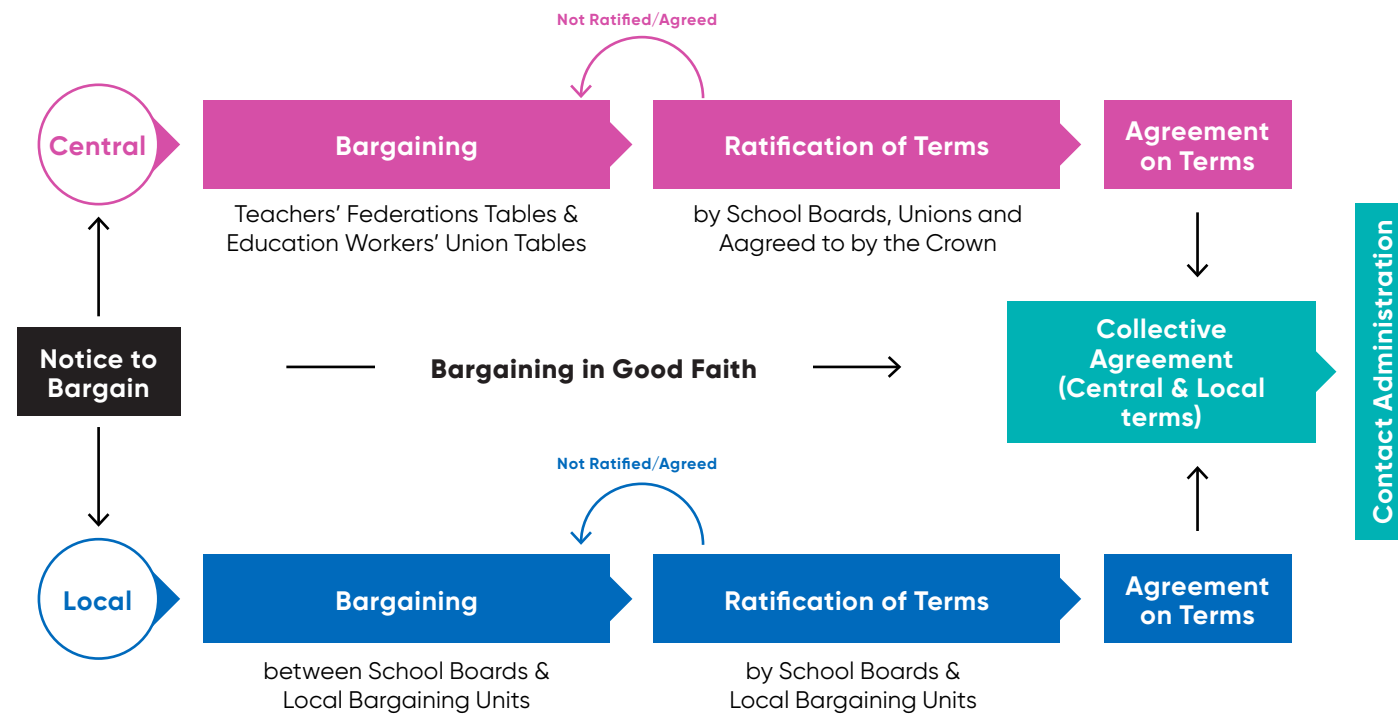 Not Ratified/Agreed
Central
Bargaining
Ratification of Terms
Agreement
on Terms
Teachers’ Federations Tables &
Education Workers’ Union Tables
by School Boards, Unions and
Aagreed to by the Crown
Notice to
Bargain
Bargaining in Good Faith
Collective
Agreement
(Central & Local
terms)
Contact Administration
Not Ratified/Agreed
Local
Bargaining
Ratification of Terms
Agreement
on Terms
between School Boards &
Local Bargaining Units
by School Boards &
Local Bargaining Units